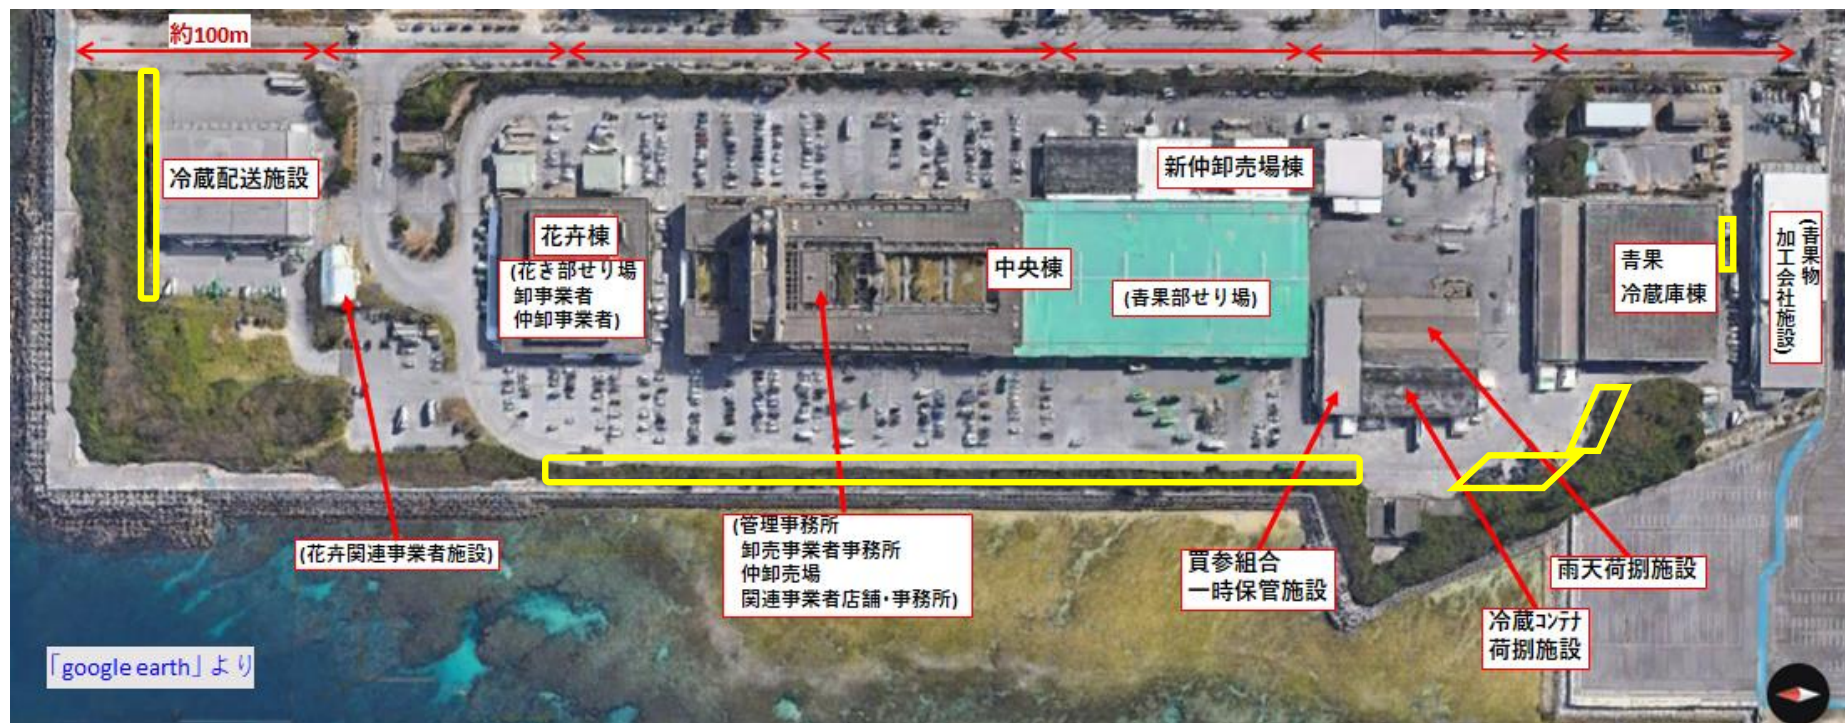 約100m
冷蔵配送施設
花卉棟
(花き部せり場
卸事業者
仲卸事業者)
中央棟
(青果部せり場)
新仲卸売場棟
青果
冷蔵庫棟
(青果物
加工会社施設)
(花卉関連事業者施設)
(管理事務所
卸売事業者事務所
仲卸売場
関連事業者店舗・事務所)
買参組合
一時保管施設
雨天荷捌施設
冷蔵ｺﾝﾃﾅ
荷捌施設
「google earth」より